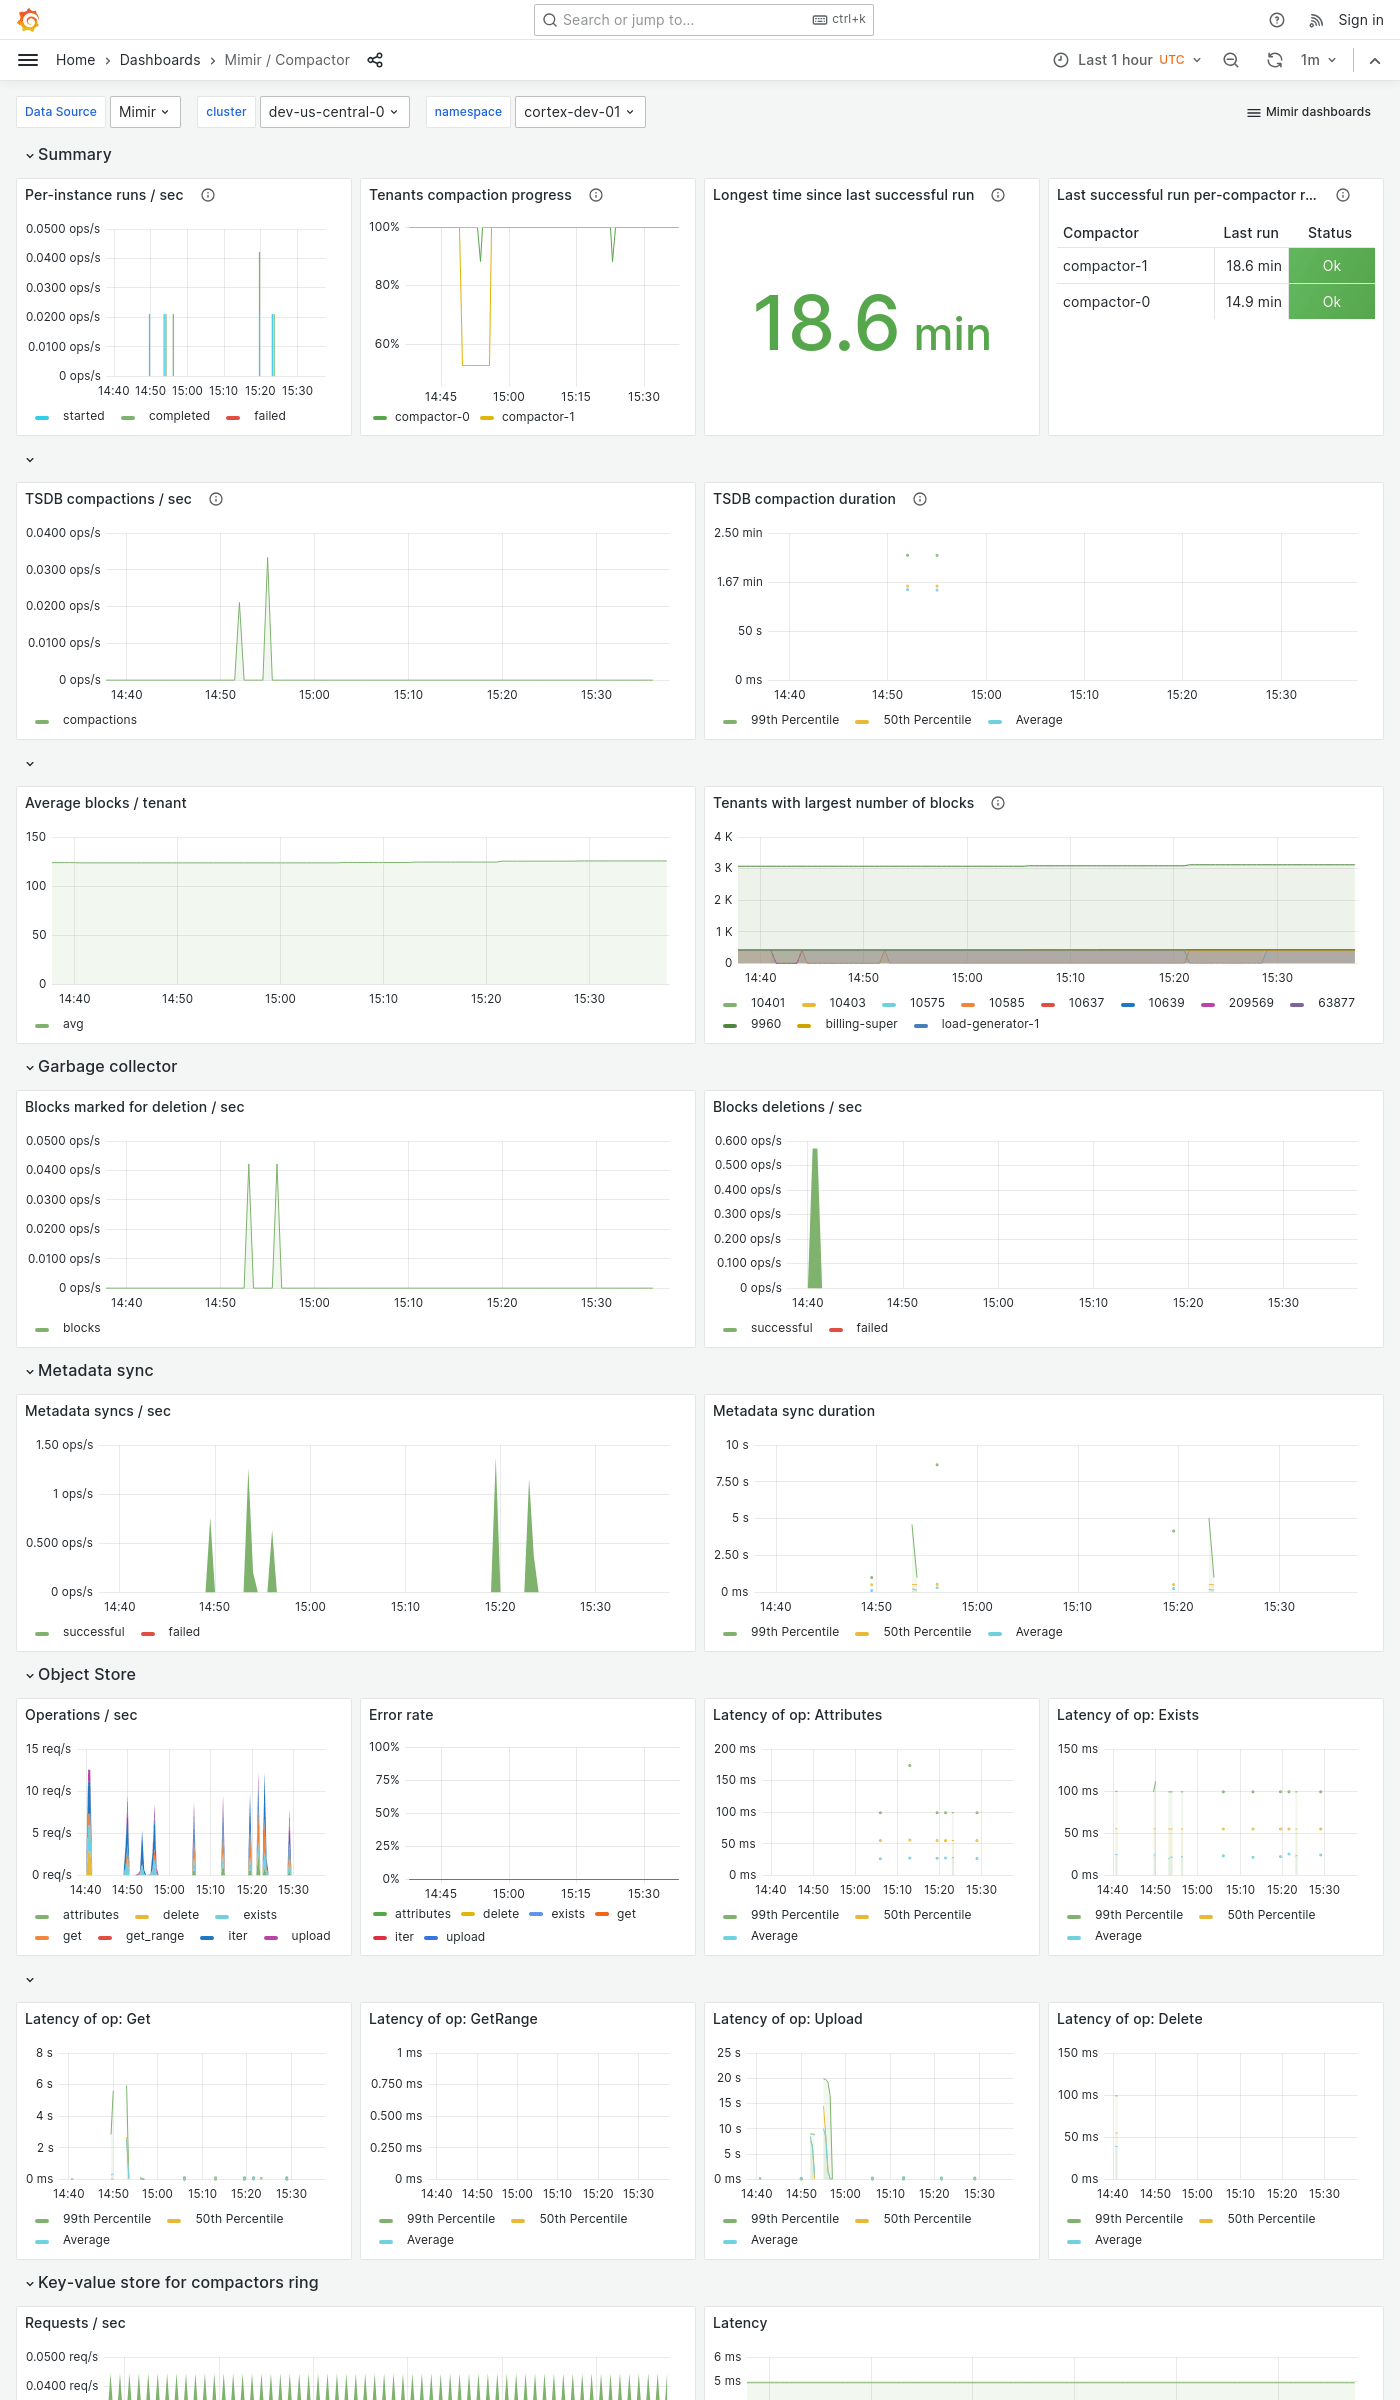 Search or jump to...
ctrl+k
Sign in
Home
Dashboards
Mimir / Compactor
Last 1 hour UTC
1m
Data Source
Mimir
cluster
dev-us-central-0
namespace
cortex-dev-01
Mimir dashboards
Summary
Per-instance runs / sec
0.0500 ops/s
0.0400 ops/s
0.0300 ops/s
0.0200 ops/s
0.0100 ops/s
0 ops/s
14:40 14:50 15:00 15:10 15:20 15:30
started completed failed
Tenants compaction progress
100%
80%
60%
14:45 15:00 15:15 15:30
compactor-0 compactor-1
Longest time since last successful run
18.6 min
Last successful run per-compactor r...
Compactor Last run Status
compactor-1 18.6 min Ok
compactor-0 14.9 min Ok
TSDB compactions / sec
0.0400 ops/s
0.0300 ops/s
0.0200 ops/s
0.0100 ops/s
0 ops/s
14:40 14:50 15:00 15:10 15:20 15:30
compactions
TSDB compaction duration
2.50 min
1.67 min
50 s
0 ms
14:40 14:50 15:00 15:10 15:20 15:30
99th Percentile 50th Percentile Average
Average blocks / tenant
150
100
50
0
14:40 14:50 15:00 15:10 15:20 15:30
avg
Tenants with largest number of blocks
4 K
3 K
2 K
1 K
0
14:40 14:50 15:00 15:10 15:20 15:30
10401 10403 10575 10585 10637 10639 209569 63877
9960 billing-super load-generator-1
Garbage collector
Blocks marked for deletion / sec
0.0500 ops/s
0.0400 ops/s
0.0300 ops/s
0.0200 ops/s
0.0100 ops/s
0 ops/s
14:40 14:50 15:00 15:10 15:20 15:30
blocks
Blocks deletions / sec
0.600 ops/s
0.500 ops/s
0.400 ops/s
0.300 ops/s
0.200 ops/s
0.100 ops/s
0 ops/s
14:40 14:50 15:00 15:10 15:20 15:30
successful failed
Metadata sync
Metadata syncs / sec
1.50 ops/s
1 ops/s
0.500 ops/s
0 ops/s
14:40 14:50 15:00 15:10 15:20 15:30
successful failed
Metadata sync duration
10 s
7.50 s
5 s
2.50 s
0 ms
14:40 14:50 15:00 15:10 15:20 15:30
99th Percentile 50th Percentile Average
Object Store
Operations / sec
15 req/s
10 req/s
5 req/s
0 req/s
14:40 14:50 15:00 15:10 15:20 15:30
attributes delete exists
get get_range iter upload
Error rate
100%
75%
50%
25%
0%
14:45 15:00 15:15 15:30
attributes delete exists get
iter upload
Latency of op: Attributes
200 ms
150 ms
100 ms
50 ms
0 ms
14:40 14:50 15:00 15:10 15:20 15:30
99th Percentile 50th Percentile
Average
Latency of op: Exists
150 ms
100 ms
50 ms
0 ms
14:40 14:50 15:00 15:10 15:20 15:30
99th Percentile 50th Percentile
Average
Latency of op: Get
8 s
6 s
4 s
2 s
0 ms
14:40 14:50 15:00 15:10 15:20 15:30
99th Percentile 50th Percentile
Average
Latency of op: GetRange
1 ms
0.750 ms
0.500 ms
0.250 ms
0 ms
14:40 14:50 15:00 15:10 15:20 15:30
99th Percentile 50th Percentile
Average
Latency of op: Upload
25 s
20 s
15 s
10 s
5 s
0 ms
14:40 14:50 15:00 15:10 15:20 15:30
99th Percentile 50th Percentile
Average
Latency of op: Delete
150 ms
100 ms
50 ms
0 ms
14:40 14:50 15:00 15:10 15:20 15:30
99th Percentile 50th Percentile
Average
Key-value store for compactors ring
Requests / sec
0.0500 req/s
0.0400 req/s
Latency
6 ms
5 ms